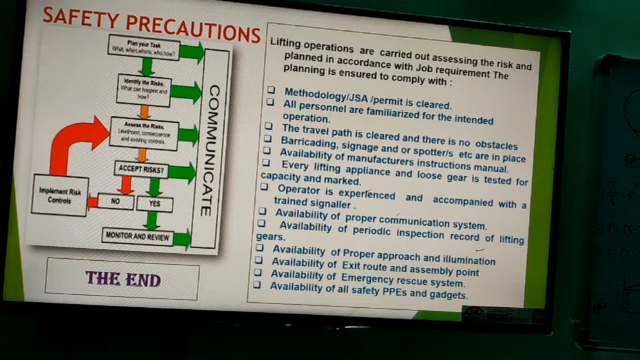 SAFETY PRECAUTIONS
Plan your Task
What, when, where, who, how?
Identify the Risks.
What can happen and
how?
Assess the Risks.
Likelihood, consequence
and existing controls.
ACCEPT RISKS?
Implement Risk
Controls
NO
YES
MONITOR AND REVIEW
COMMUNICATE
THE END
Lifting operations are carried out assessing the risk and
planned in accordance with Job requirement The
planning is ensured to comply with :
Methodology/JSA /permit is cleared.
All personnel are familiarized for the intended
operation.
The travel path is cleared and there is no obstacles
Barricading, signage and or spotter/s etc are in place
Availability of manufacturers instructions manual.
Every lifting appliance and loose gear is tested for
capacity and marked.
Operator is experienced and accompanied with a
trained signaller .
Availability of proper communication system.
Availability of periodic inspection record of lifting
gears.
Availability of Proper approach and illumination
Availability of Exit route and assembly point
Availability of Emergency rescue system.
Availability of all safety PPEs and gadgets.